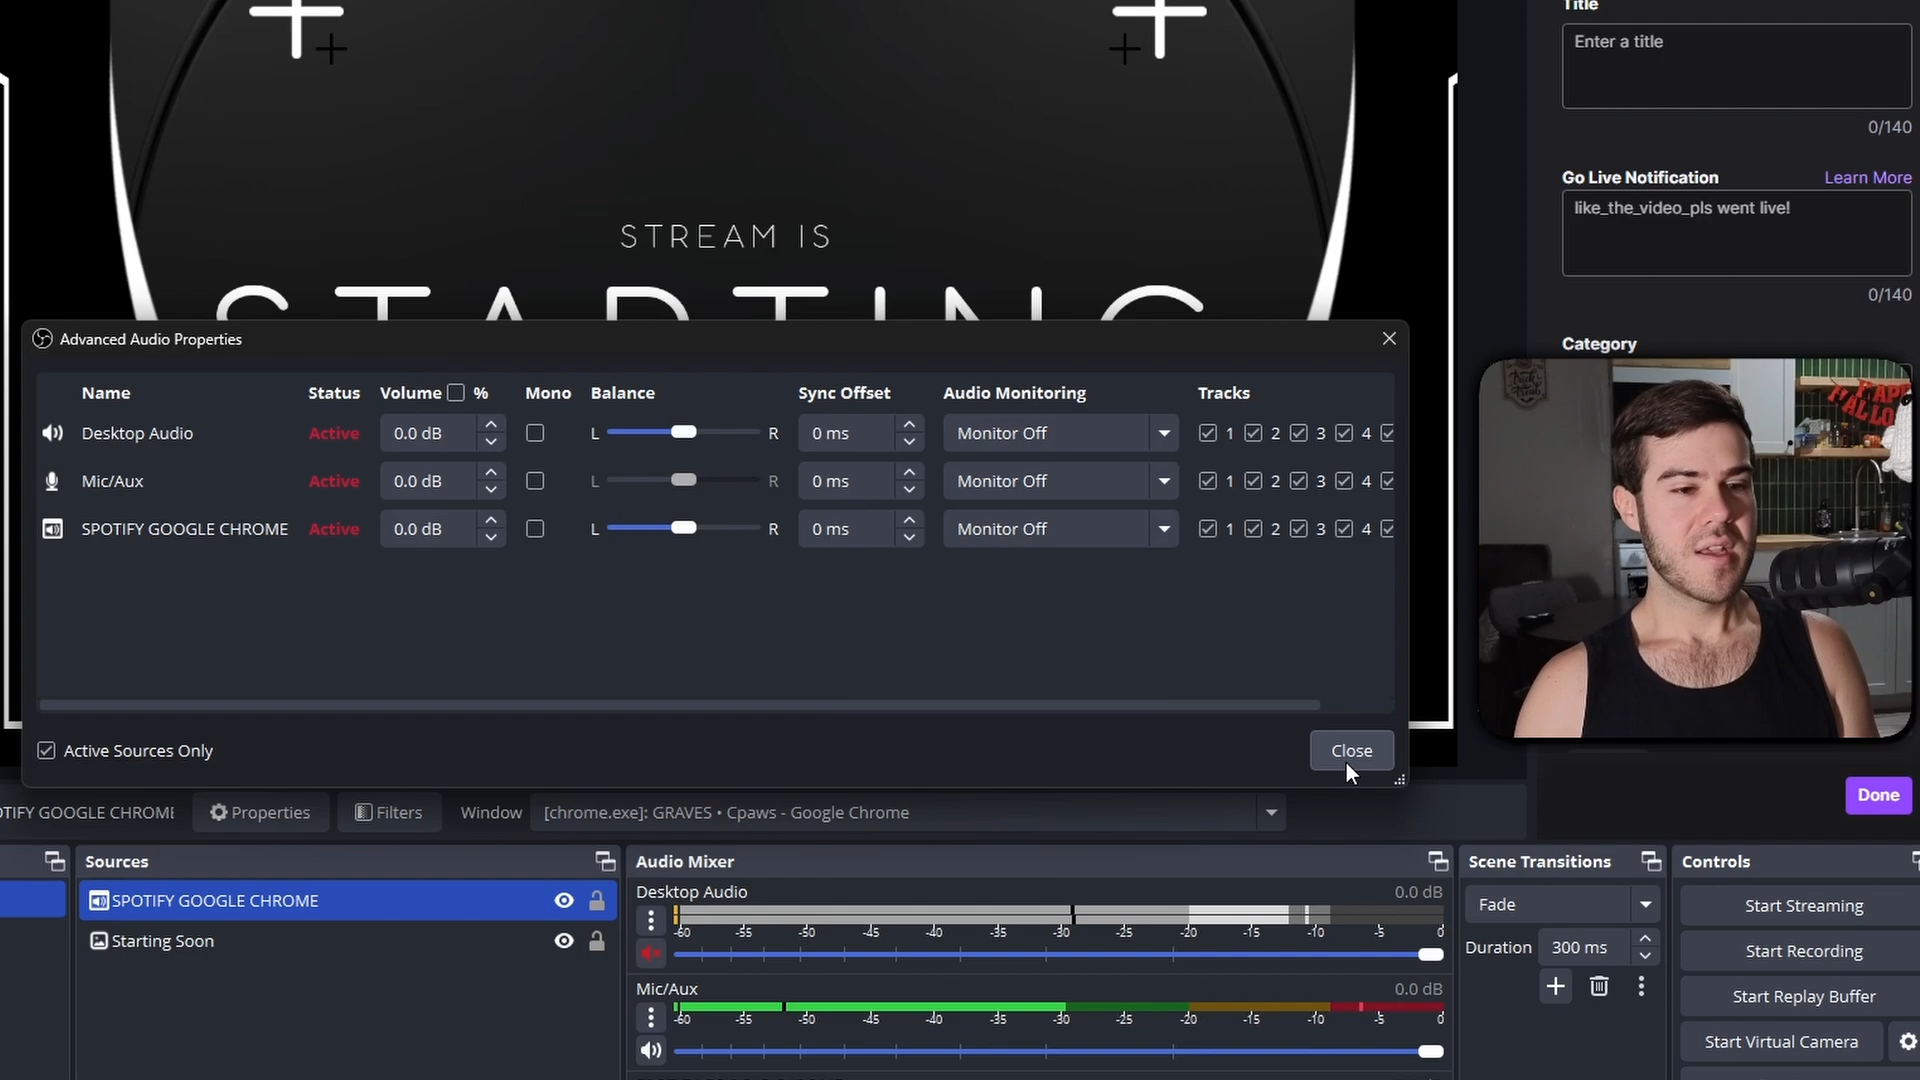 Title
Enter a title
0/140
Go Live Notification Learn More
like_the_video_pls went live!
0/140
Category
STREAM IS
STARTING
Advanced Audio Properties
Name Status Volume % Mono Balance Sync Offset Audio Monitoring Tracks
Desktop Audio Active 0.0 dB L R 0 ms Monitor Off 1 2 3 4
Mic/Aux Active 0.0 dB L R 0 ms Monitor Off 1 2 3 4
SPOTIFY GOOGLE CHROME Active 0.0 dB L R 0 ms Monitor Off 1 2 3 4
Active Sources Only
Close
Done
OTIFY GOOGLE CHROME Properties Filters Window [chrome.exe]: GRAVES • Cpaws - Google Chrome
Sources
SPOTIFY GOOGLE CHROME
Starting Soon
Audio Mixer
Desktop Audio 0.0 dB
-60 -55 -50 -45 -40 -35 -30 -25 -20 -15 -10 -5 0
Mic/Aux 0.0 dB
-60 -55 -50 -45 -40 -35 -30 -25 -20 -15 -10 -5 0
Scene Transitions
Fade
Duration 300 ms
Controls
Start Streaming
Start Recording
Start Replay Buffer
Start Virtual Camera